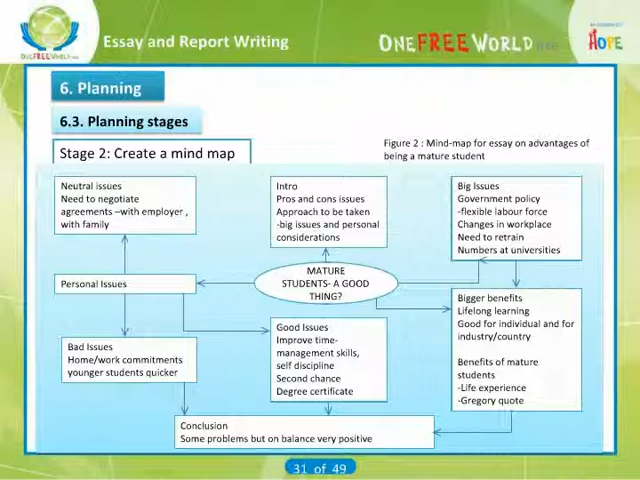 Essay and Report Writing
ONEFREEWORLD
ONEFREEWORLD
HOPE
6. Planning
6.3. Planning stages
Stage 2: Create a mind map
Figure 2 : Mind-map for essay on advantages of
being a mature student
Neutral issues
Need to negotiate
agreements –with employer ,
with family
Intro
Pros and cons issues
Approach to be taken
-big issues and personal
considerations
Big Issues
Government policy
-flexible labour force
Changes in workplace
Need to retrain
Numbers at universities
Personal Issues
MATURE
STUDENTS- A GOOD
THING?
Bigger benefits
Lifelong learning
Good for individual and for
industry/country
Benefits of mature
students
-Life experience
-Gregory quote
Bad Issues
Home/work commitments
younger students quicker
Good Issues
Improve time-
management skills,
self discipline
Second chance
Degree certificate
Conclusion
Some problems but on balance very positive
31 of 49